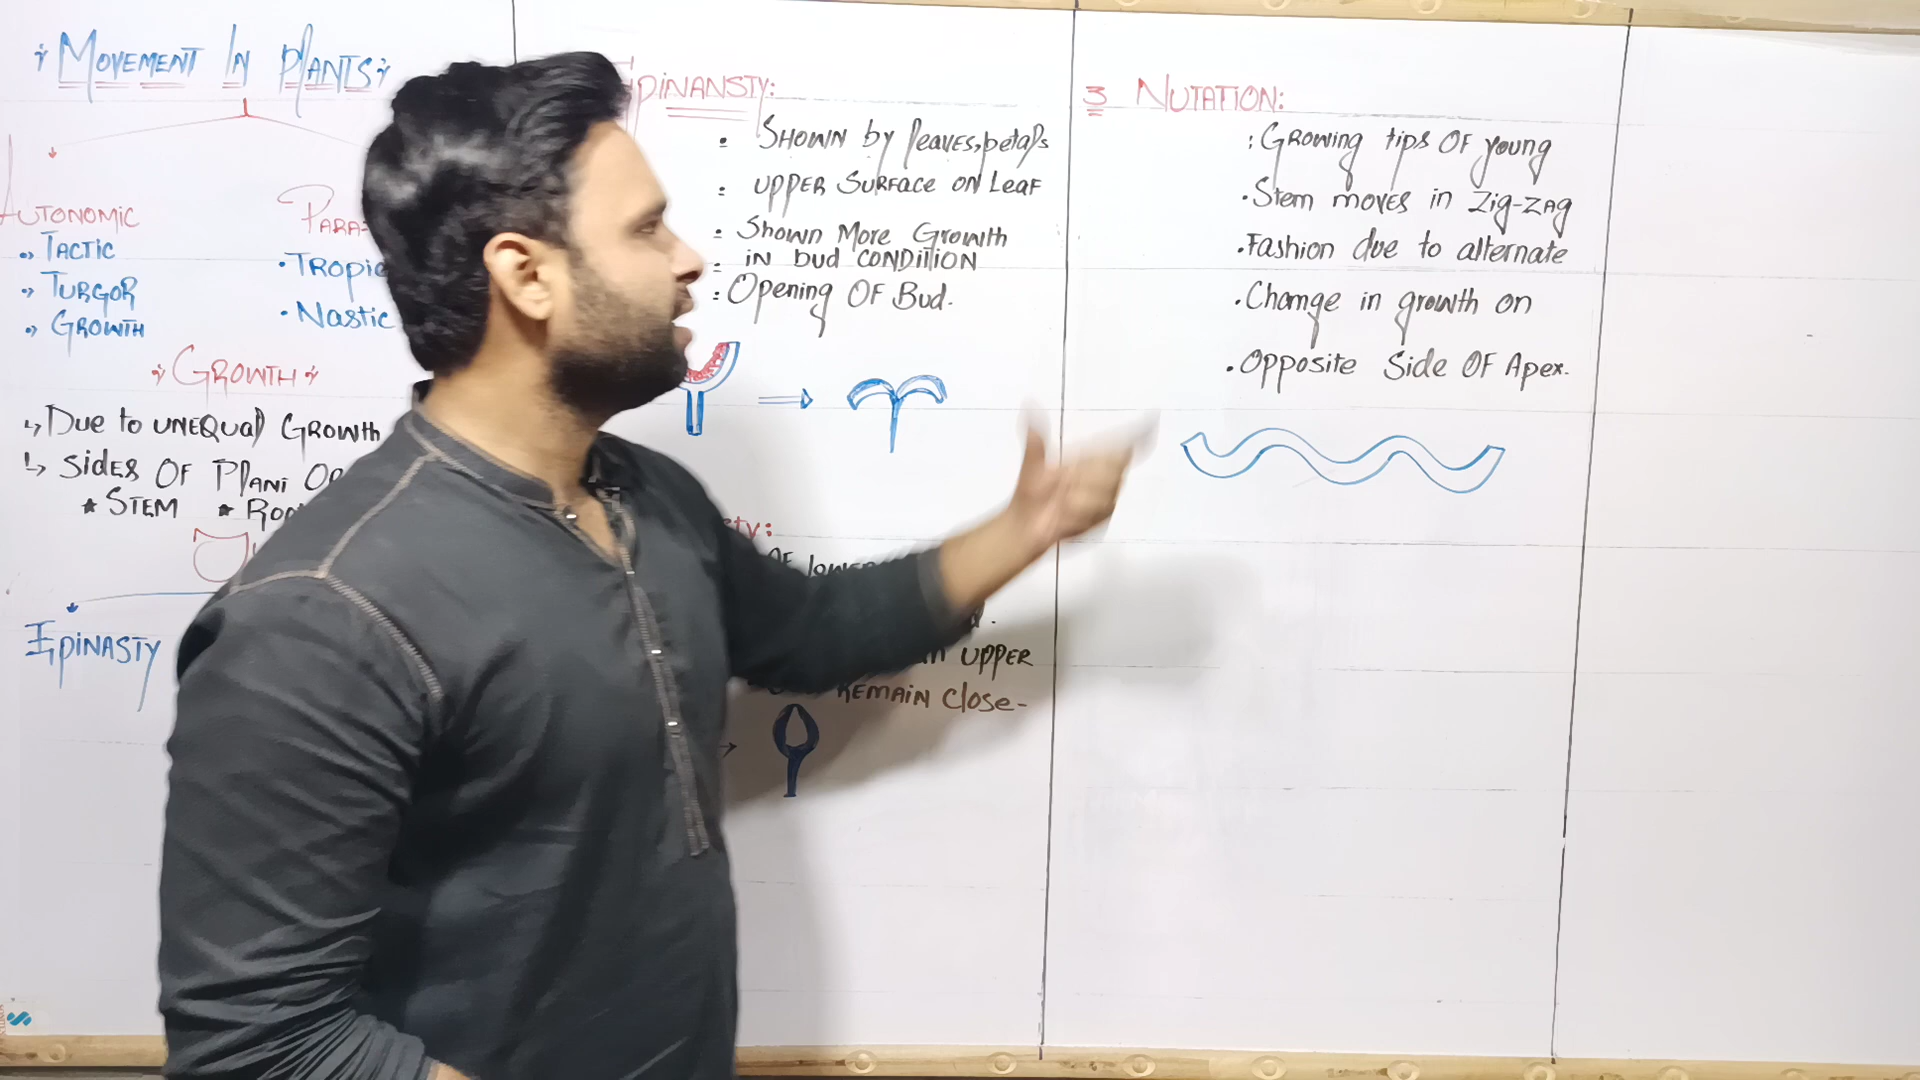 MOVEMENT IN PLANTS
AUTONOMIC
TACTIC
TURGOR
GROWTH
PARA-
• TROPIC
• Nastic
GROWTH
DUE to UNEQUAL GROWTH
SIDES OF PLANT
★ STEM ★
EPINASTY
EPINANSTY:
SHOWN by leaves, petals
UPPER SURFACE ON LEAF
Shown More Growth
IN bud CONDITION
Opening OF Bud.
OF lower
UPPER
REMAIN Close-
3 NUTATION:
: Growing tips OF young
• Stem moves in Zig-ZAG
• Fashion due to alternate
• Change in growth on
• Opposite Side OF Apex.